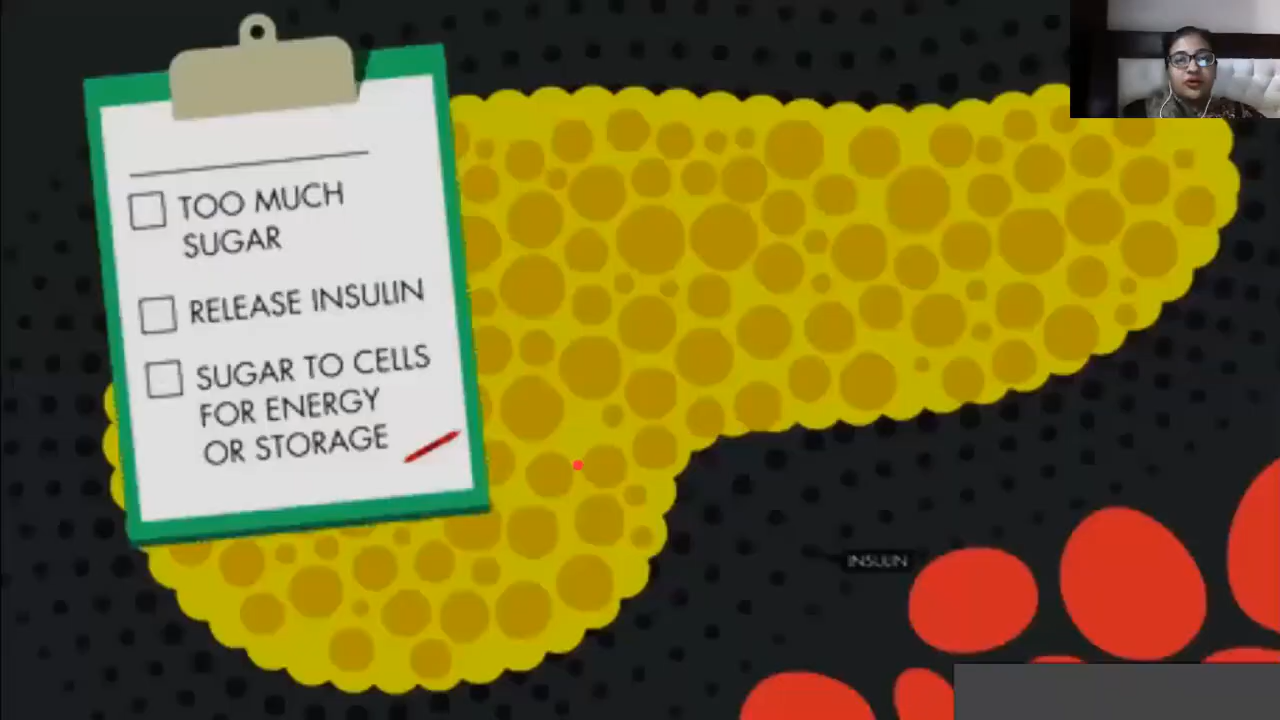 TOO MUCH
SUGAR
RELEASE INSULIN
SUGAR TO CELLS
FOR ENERGY
OR STORAGE
INSULIN